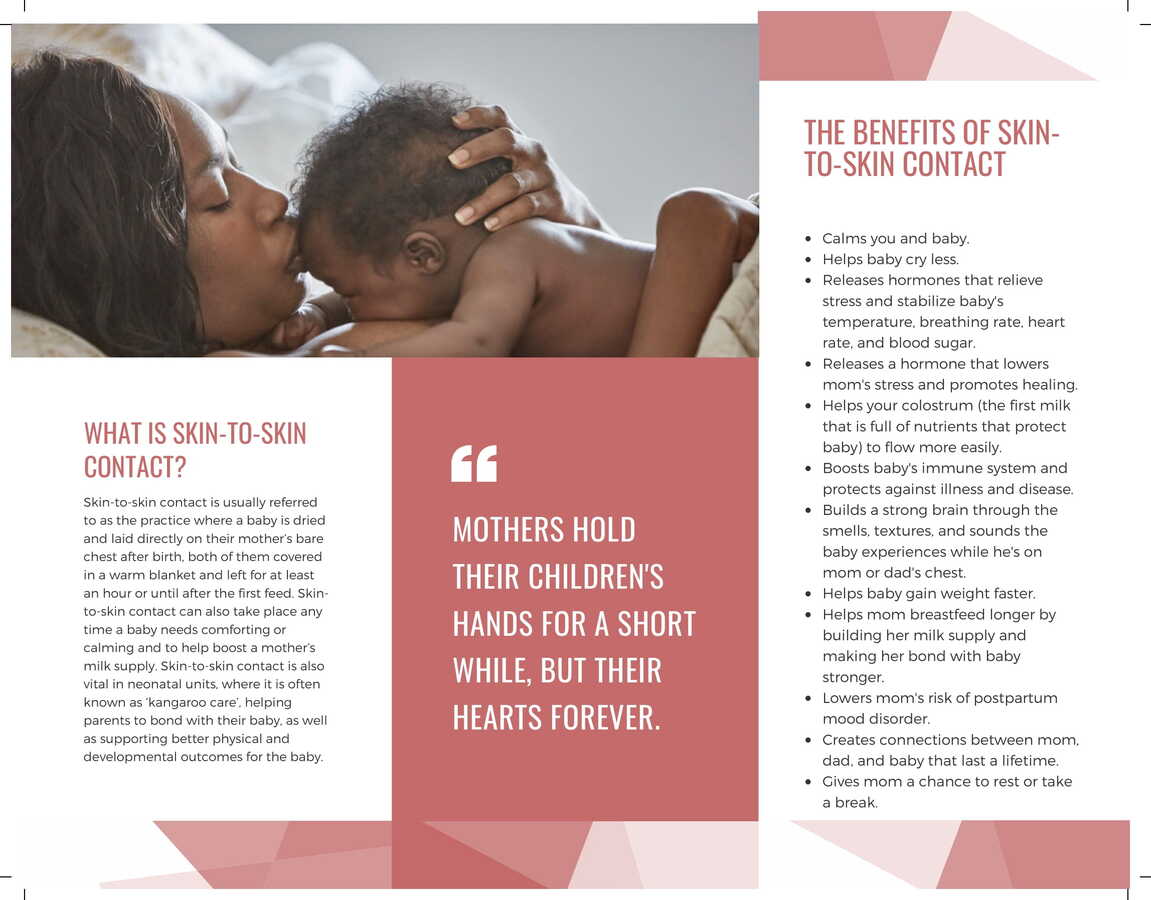 WHAT IS SKIN-TO-SKIN
CONTACT?
Skin-to-skin contact is usually referred
to as the practice where a baby is dried
and laid directly on their mother's bare
chest after birth, both of them covered
in a warm blanket and left for at least
an hour or until after the first feed. Skin-
to-skin contact can also take place any
time a baby needs comforting or
calming and to help boost a mother's
milk supply. Skin-to-skin contact is also
vital in neonatal units, where it is often
known as ‘kangaroo care’, helping
parents to bond with their baby, as well
as supporting better physical and
developmental outcomes for the baby.
“
MOTHERS HOLD
THEIR CHILDREN'S
HANDS FOR A SHORT
WHILE, BUT THEIR
HEARTS FOREVER.
THE BENEFITS OF SKIN-
TO-SKIN CONTACT
• Calms you and baby.
• Helps baby cry less.
• Releases hormones that relieve
stress and stabilize baby's
temperature, breathing rate, heart
rate, and blood sugar.
• Releases a hormone that lowers
mom's stress and promotes healing.
• Helps your colostrum (the first milk
that is full of nutrients that protect
baby) to flow more easily.
• Boosts baby's immune system and
protects against illness and disease.
• Builds a strong brain through the
smells, textures, and sounds the
baby experiences while he's on
mom or dad's chest.
• Helps baby gain weight faster.
• Helps mom breastfeed longer by
building her milk supply and
making her bond with baby
stronger.
• Lowers mom's risk of postpartum
mood disorder.
• Creates connections between mom,
dad, and baby that last a lifetime.
• Gives mom a chance to rest or take
a break.